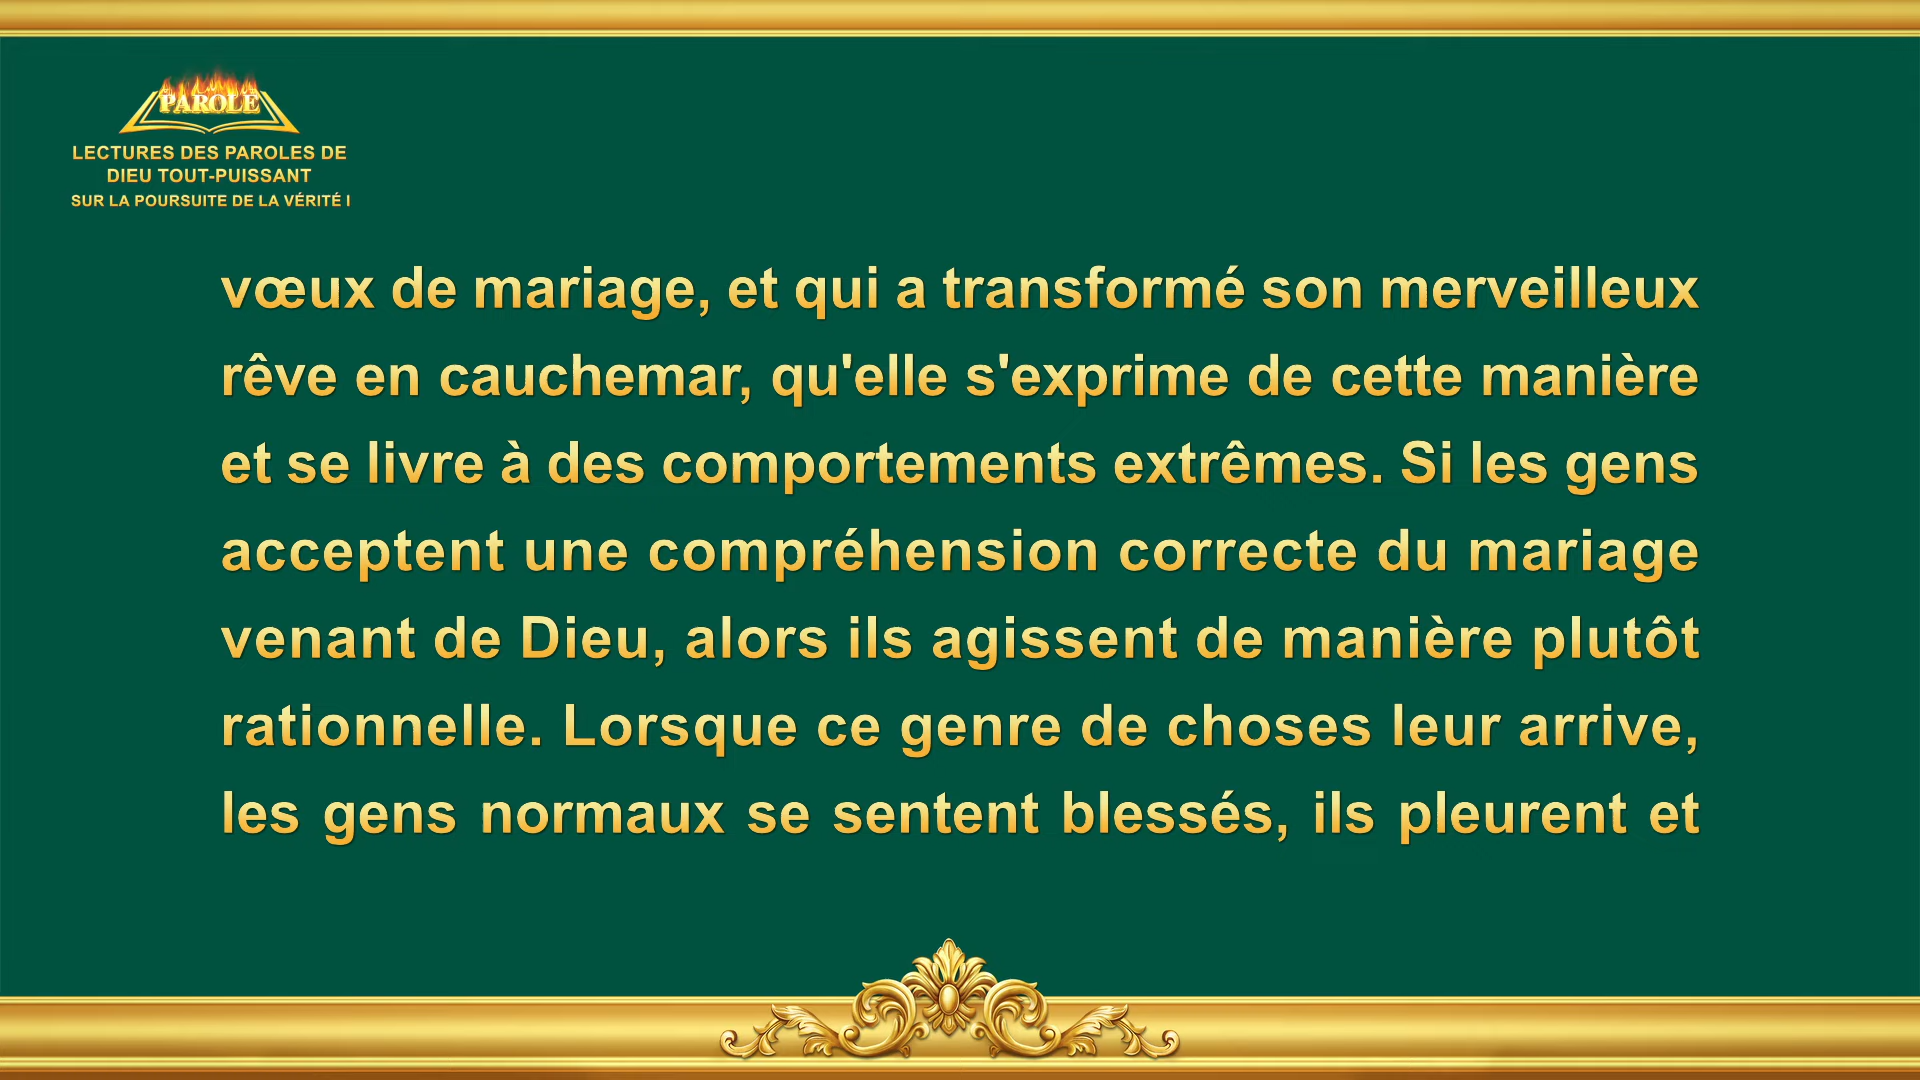 PAROLE
LECTURES DES PAROLES DE
DIEU TOUT-PUISSANT
SUR LA POURSUITE DE LA VÉRITÉ I
vœux de mariage, et qui a transformé son merveilleux
rêve en cauchemar, qu'elle s'exprime de cette manière
et se livre à des comportements extrêmes. Si les gens
acceptent une compréhension correcte du mariage
venant de Dieu, alors ils agissent de manière plutôt
rationnelle. Lorsque ce genre de choses leur arrive,
les gens normaux se sentent blessés, ils pleurent et